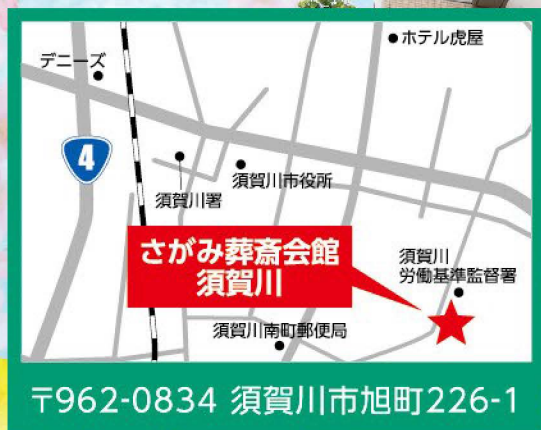 ホテル虎屋
デニーズ
4
須賀川市役所
須賀川署
さがみ葬斎会館
須賀川
須賀川
労働基準監督署
須賀川南町郵便局
〒962-0834 須賀川市旭町226-1